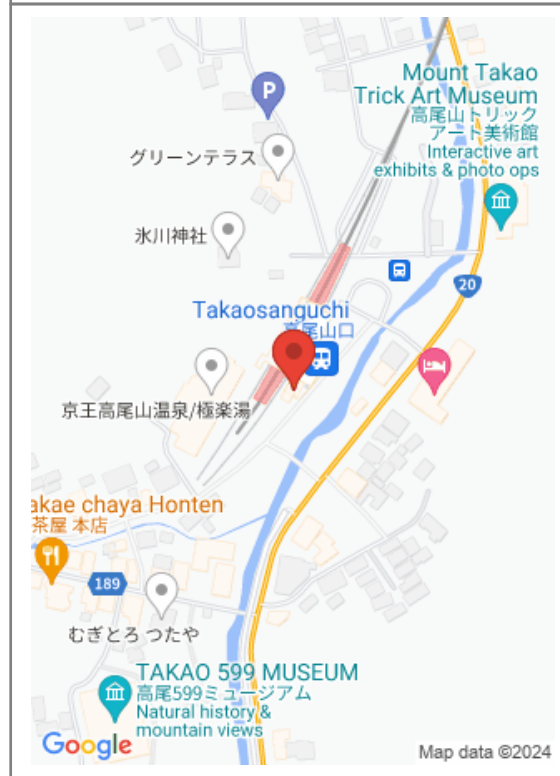 Mount Takao
Trick Art Museum
高尾山トリック
アート美術館
Interactive art
exhibits & photo ops
P
グリーンテラス
氷川神社
20
Takaosanguchi
高尾山口
京王高尾山温泉/極楽湯
akae chaya Honten
茶屋 本店
189
むぎとろ つたや
TAKAO 599 MUSEUM
高尾599ミュージアム
Natural history &
mountain views
Google
Map data ©2024